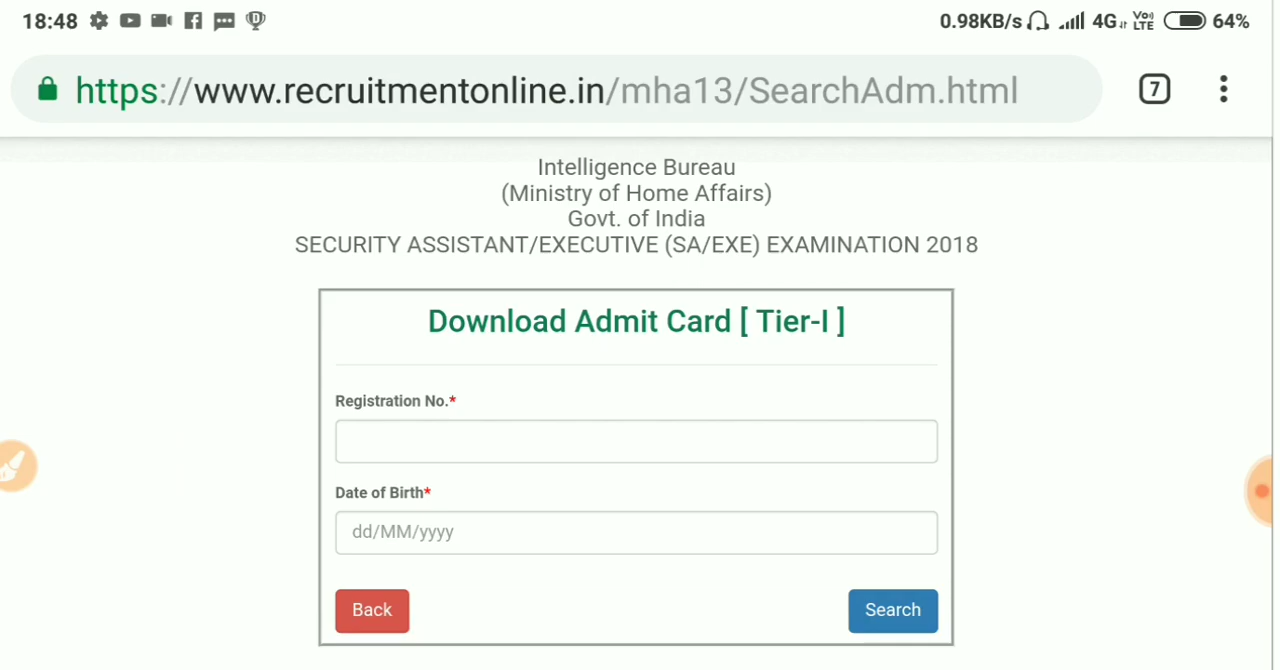 18:48 0.98KB/s 4G VoLTE 64%
https://www.recruitmentonline.in/mha13/SearchAdm.html 7
Intelligence Bureau
(Ministry of Home Affairs)
Govt. of India
SECURITY ASSISTANT/EXECUTIVE (SA/EXE) EXAMINATION 2018
Download Admit Card [ Tier-I ]
Registration No.*
Date of Birth*
dd/MM/yyyy
Back Search